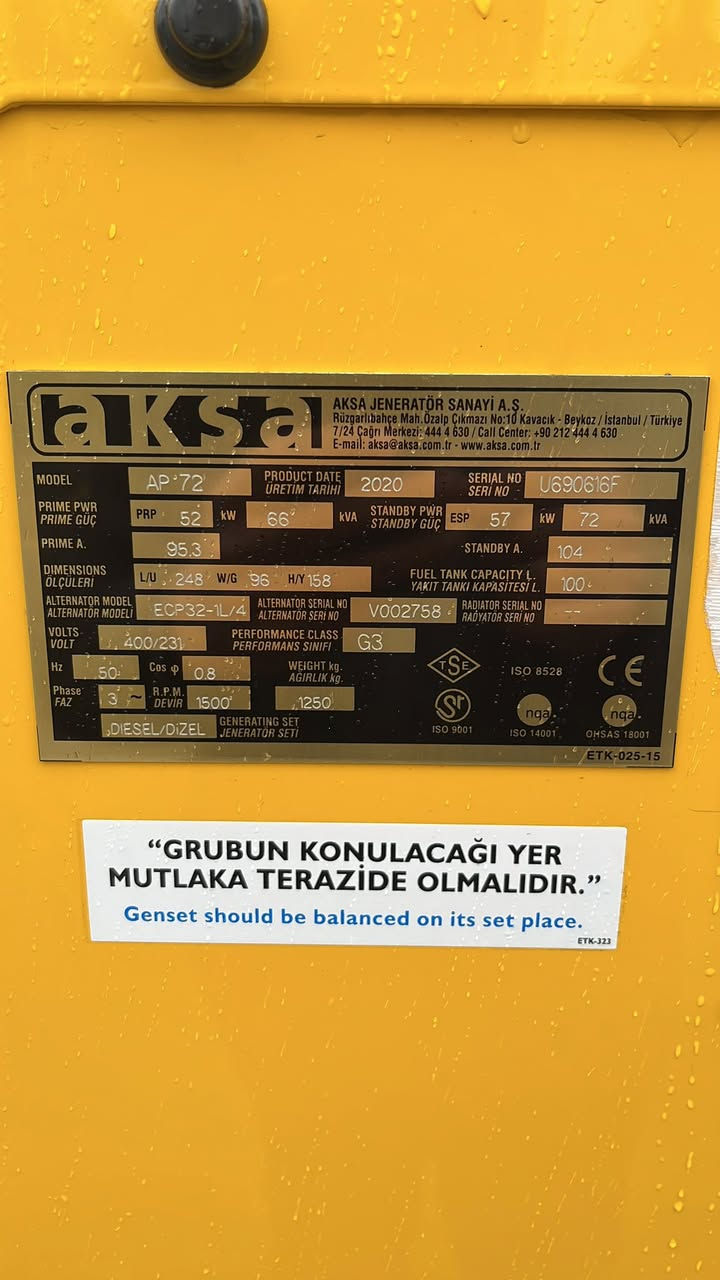 aksa
AKSA JENERATÖR SANAYİ A.Ş.
Rüzgarlıbahçe Mah.Özalp Çıkmazı No:10 Kavacık - Beykoz / İstanbul / Türkiye
7/24 Çağrı Merkezi: 444 4 630 / Call Center: +90 212 444 4 630
E-mail: aksa@aksa.com.tr - www.aksa.com.tr
MODEL AP 72 PRODUCT DATE 2020 SERIAL NO U690616F
ÜRETİM TARIHI SERI NO
PRIME PWR PRP 52 kW 66 kVA STANDBY PWR ESP 57 kW 72 kVA
PRIME GÜÇ STANDBY GÜÇ
PRIME A. 95.3 STANDBY A. 104
DIMENSIONS L/U 248 W/G 96 H/Y 158 FUEL TANK CAPACITY L. 100
ÖLÇÜLERİ YAKIT TANKI KAPASİTESİ L.
ALTERNATOR MODEL ECP32-1L/4 ALTERNATOR SERIAL NO V002758 RADIATOR SERIAL NO --
ALTERNATÖR MODELİ ALTERNATÖR SERI NO RADYATÖR SERI NO
VOLTS 400/231 PERFORMANCE CLASS G3
VOLT PERFORMANS SINIFI
Hz 50 Cos φ 0.8 WEIGHT kg. 1250
AĞIRLIK kg.
Phase 3 ~ R.P.M. 1500
FAZ DEVIR
DIESEL/DİZEL GENERATING SET
JENERATÖR SETİ
TSE ISO 8528 CE
ISO 9001 nqa ISO 14001 nqa OHSAS 18001
ETK-025-15
“GRUBUN KONULACAĞI YER
MUTLAKA TERAZİDE OLMALIDIR.”
Genset should be balanced on its set place.
ETK-323